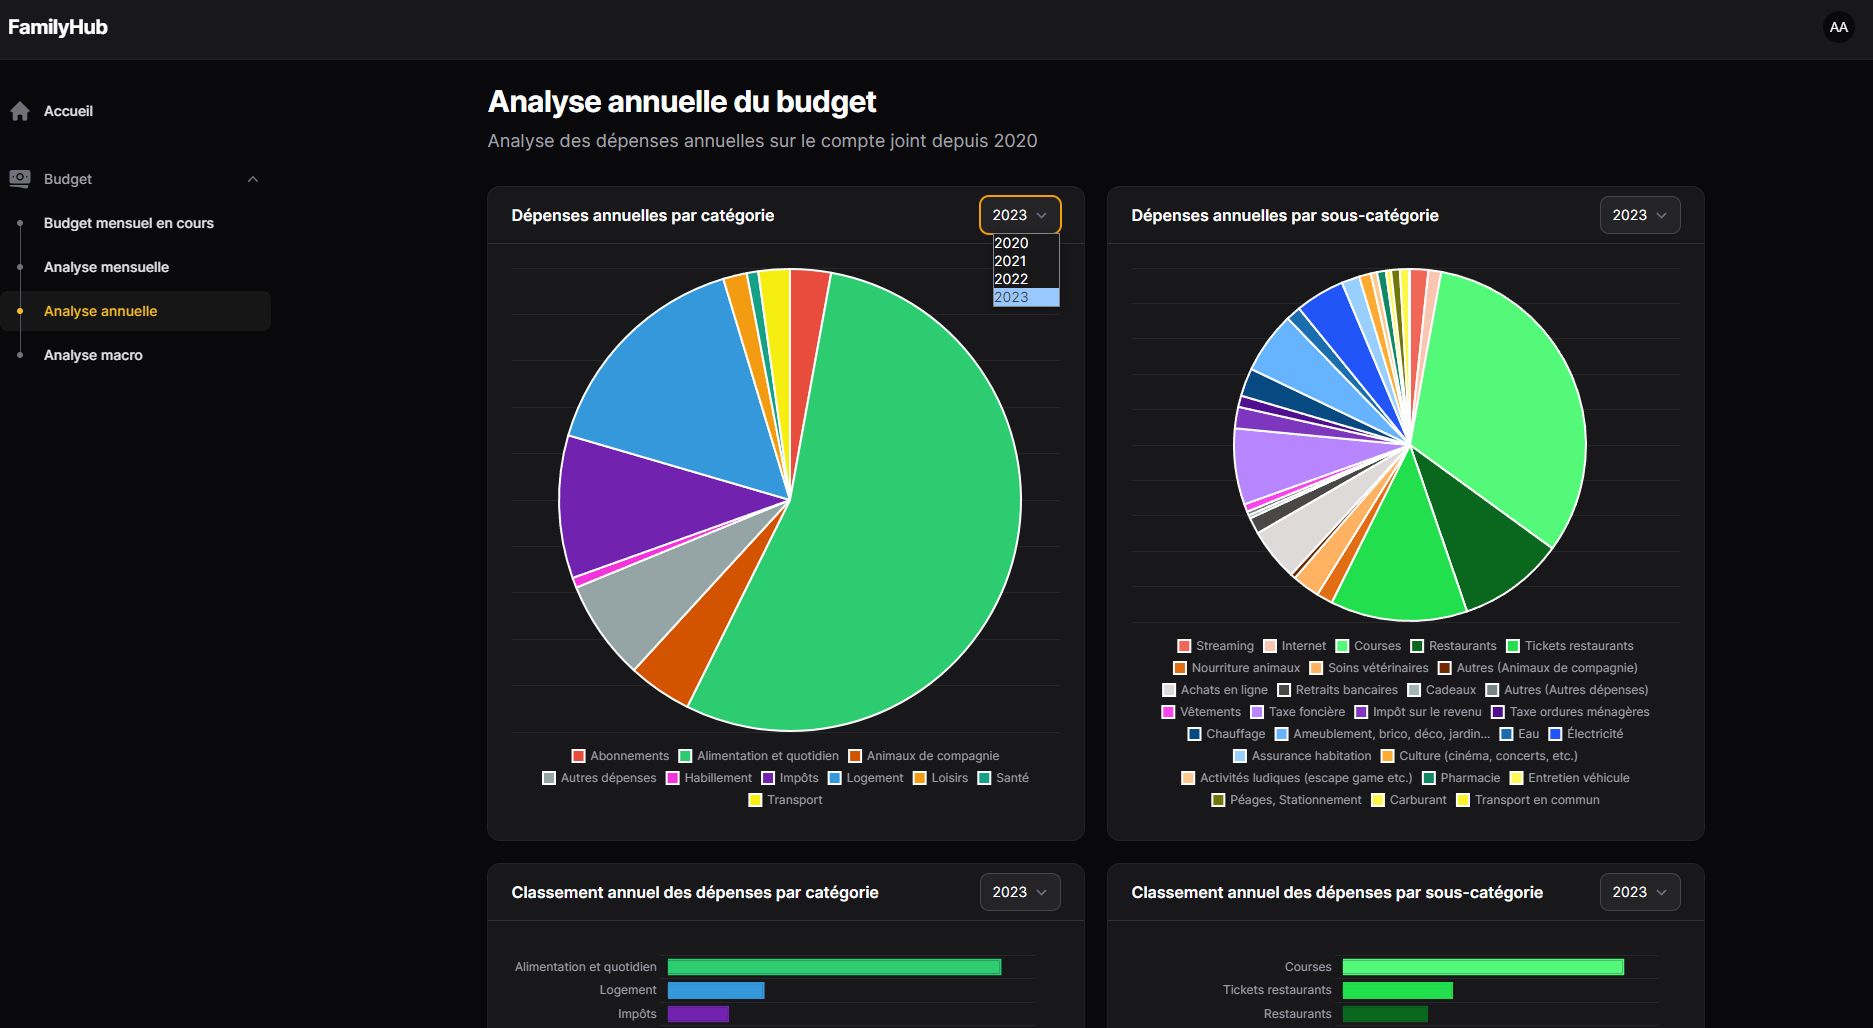 FamilyHub
AA
Accueil
Budget
Budget mensuel en cours
Analyse mensuelle
Analyse annuelle
Analyse macro
Analyse annuelle du budget
Analyse des dépenses annuelles sur le compte joint depuis 2020
Dépenses annuelles par catégorie
2023
2020
2021
2022
2023
Abonnements Alimentation et quotidien Animaux de compagnie
Autres dépenses Habillement Impôts Logement Loisirs Santé
Transport
Dépenses annuelles par sous-catégorie
2023
Streaming Internet Courses Restaurants Tickets restaurants
Nourriture animaux Soins vétérinaires Autres (Animaux de compagnie)
Achats en ligne Retraits bancaires Cadeaux Autres (Autres dépenses)
Vêtements Taxe foncière Impôt sur le revenu Taxe ordures ménagères
Chauffage Ameublement, brico, déco, jardin... Eau Électricité
Assurance habitation Culture (cinéma, concerts, etc.)
Activités ludiques (escape game etc.) Pharmacie Entretien véhicule
Péages, Stationnement Carburant Transport en commun
Classement annuel des dépenses par catégorie
2023
Alimentation et quotidien
Logement
Impôts
Classement annuel des dépenses par sous-catégorie
2023
Courses
Tickets restaurants
Restaurants